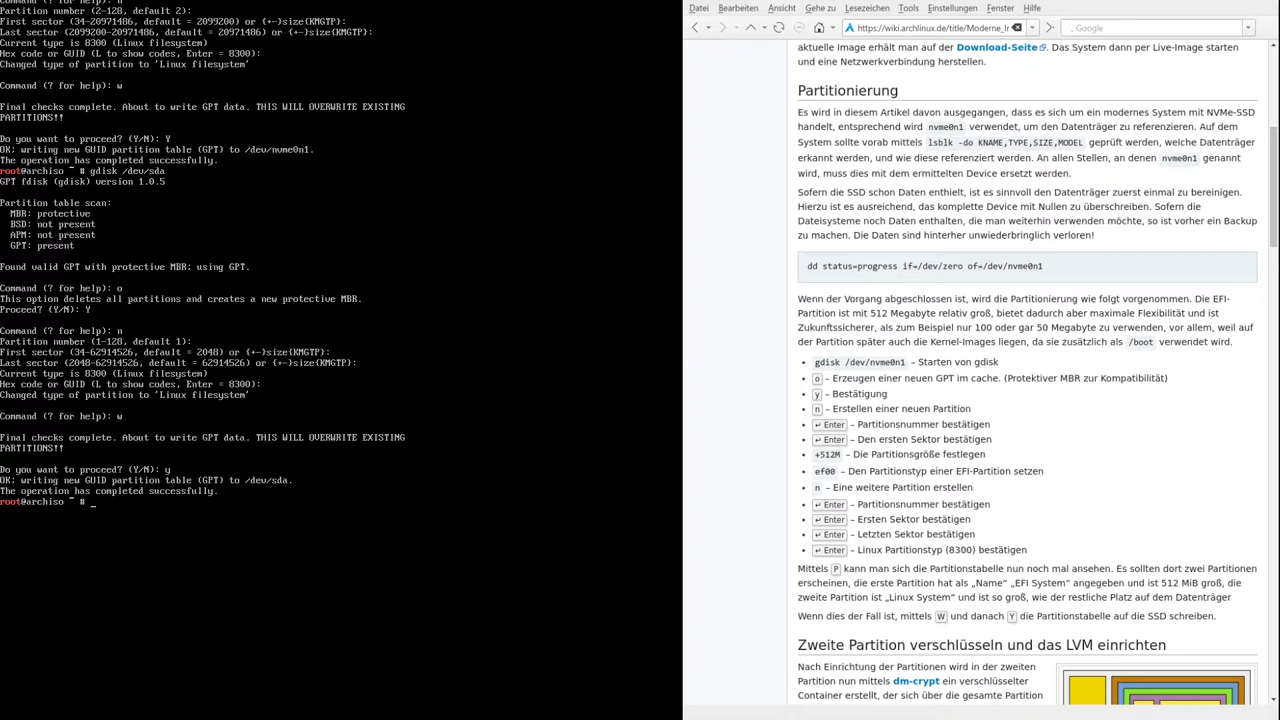 Command (? for help): n
Partition number (2-128, default 2):
First sector (34-20971486, default = 2099200) or {+-}size{KMGTP}:
Last sector (2099200-20971486, default = 20971486) or {+-}size{KMGTP}:
Current type is 8300 (Linux filesystem)
Hex code or GUID (L to show codes, Enter = 8300):
Changed type of partition to 'Linux filesystem'
Command (? for help): w
Final checks complete. About to write GPT data. THIS WILL OVERWRITE EXISTING
PARTITIONS!!
Do you want to proceed? (Y/N): Y
OK; writing new GUID partition table (GPT) to /dev/nvme0n1.
The operation has completed successfully.
root@archiso ~ # gdisk /dev/sda
GPT fdisk (gdisk) version 1.0.5
Partition table scan:
MBR: protective
BSD: not present
APM: not present
GPT: present
Found valid GPT with protective MBR; using GPT.
Command (? for help): o
This option deletes all partitions and creates a new protective MBR.
Proceed? (Y/N): Y
Command (? for help): n
Partition number (1-128, default 1):
First sector (34-62914526, default = 2048) or {+-}size{KMGTP}:
Last sector (2048-62914526, default = 62914526) or {+-}size{KMGTP}:
Current type is 8300 (Linux filesystem)
Hex code or GUID (L to show codes, Enter = 8300):
Changed type of partition to 'Linux filesystem'
Command (? for help): w
Final checks complete. About to write GPT data. THIS WILL OVERWRITE EXISTING
PARTITIONS!!
Do you want to proceed? (Y/N): y
OK; writing new GUID partition table (GPT) to /dev/sda.
The operation has completed successfully.
root@archiso ~ # _
Datei Bearbeiten Ansicht Gehe zu Lesezeichen Tools Einstellungen Fenster Hilfe
https://wiki.archlinux.de/title/Moderne_I Google
aktuelle Image erhält man auf der Download-Seite. Das System dann per Live-Image starten
und eine Netzwerkverbindung herstellen.
Partitionierung
Es wird in diesem Artikel davon ausgegangen, dass es sich um ein modernes System mit NVMe-SSD
handelt, entsprechend wird nvme0n1 verwendet, um den Datenträger zu referenzieren. Auf dem
System sollte vorab mittels lsblk -do KNAME,TYPE,SIZE,MODEL geprüft werden, welche Datenträger
erkannt werden, und wie diese referenziert werden. An allen Stellen, an denen nvme0n1 genannt
wird, muss dies mit dem ermittelten Device ersetzt werden.
Sofern die SSD schon Daten enthielt, ist es sinnvoll den Datenträger zuerst einmal zu bereinigen.
Hierzu ist es ausreichend, das komplette Device mit Nullen zu überschreiben. Sofern die
Dateisysteme noch Daten enthalten, die man weiterhin verwenden möchte, so ist vorher ein Backup
zu machen. Die Daten sind hinterher unwiederbringlich verloren!
dd status=progress if=/dev/zero of=/dev/nvme0n1
Wenn der Vorgang abgeschlossen ist, wird die Partitionierung wie folgt vorgenommen. Die EFI-
Partition ist mit 512 Megabyte relativ groß, bietet dadurch aber maximale Flexibilität und ist
Zukunftssicherer, als zum Beispiel nur 100 oder gar 50 Megabyte zu verwenden, vor allem, weil auf
der Partition später auch die Kernel-Images liegen, da sie zusätzlich als /boot verwendet wird.
• gdisk /dev/nvme0n1 – Starten von gdisk
• o – Erzeugen einer neuen GPT im cache. (Protektiver MBR zur Kompatibilität)
• y – Bestätigung
• n – Erstellen einer neuen Partition
• ↵ Enter – Partitionsnummer bestätigen
• ↵ Enter – Den ersten Sektor bestätigen
• +512M – Die Partitionsgröße festlegen
• ef00 – Den Partitionstyp einer EFI-Partition setzen
• n – Eine weitere Partition erstellen
• ↵ Enter – Partitionsnummer bestätigen
• ↵ Enter – Ersten Sektor bestätigen
• ↵ Enter – Letzten Sektor bestätigen
• ↵ Enter – Linux Partitionstyp (8300) bestätigen
Mittels P kann man sich die Partitionstabelle nun noch mal ansehen. Es sollten dort zwei Partitionen
erscheinen, die erste Partition hat als „Name“ „EFI System“ angegeben und ist 512 MiB groß, die
zweite Partition ist „Linux System“ und ist so groß, wie der restliche Platz auf dem Datenträger
Wenn dies der Fall ist, mittels W und danach Y die Partitionstabelle auf die SSD schreiben.
Zweite Partition verschlüsseln und das LVM einrichten
Nach Einrichtung der Partitionen wird in der zweiten
Partition nun mittels dm-crypt ein verschlüsselter
Container erstellt, der sich über die gesamte Partition